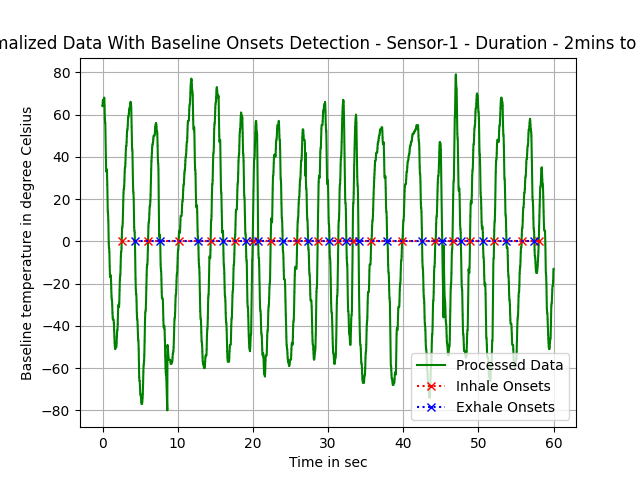 malized Data With Baseline Onsets Detection - Sensor-1 - Duration - 2mins to
Baseline temperature in degree Celsius
80
60
40
20
0
−20
−40
−60
−80
Processed Data
Inhale Onsets
Exhale Onsets
0 10 20 30 40 50 60
Time in sec